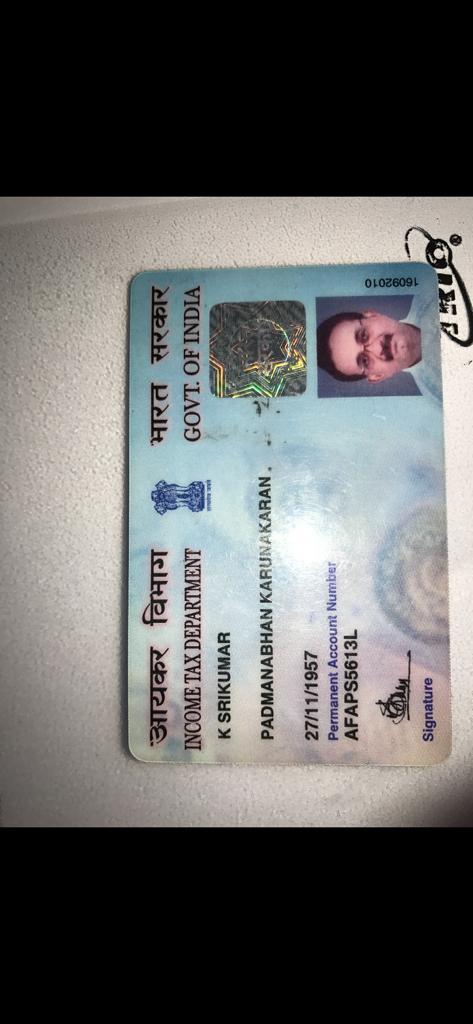 आयकर विभाग
INCOME TAX DEPARTMENT
भारत सरकार
GOVT. OF INDIA
K SRIKUMAR
PADMANABHAN KARUNAKARAN
27/11/1957
Permanent Account Number
AFAPS5613L
Signature
16092010